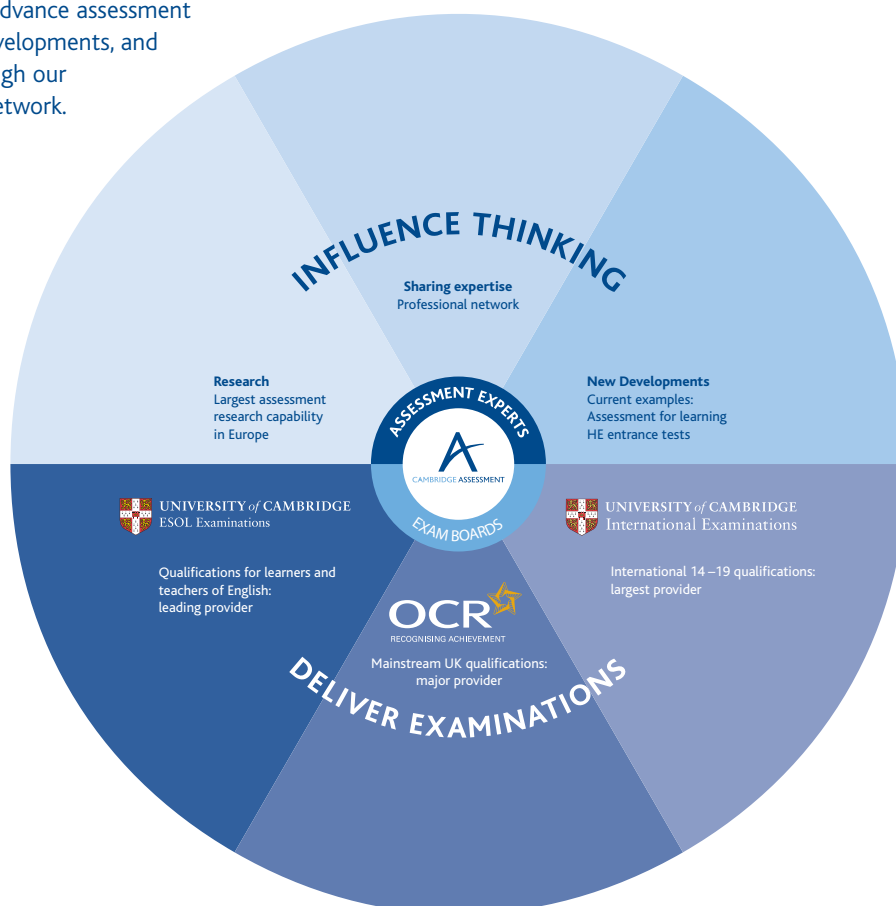 dvance assessment
velopments, and
gh our
etwork.
INFLUENCE THINKING
Sharing expertise
Professional network
Research
Largest assessment
research capability
in Europe
New Developments
Current examples:
Assessment for learning
HE entrance tests
ASSESSMENT EXPERTS
CAMBRIDGE ASSESSMENT
EXAM BOARDS
UNIVERSITY of CAMBRIDGE
ESOL Examinations
Qualifications for learners and
teachers of English:
leading provider
UNIVERSITY of CAMBRIDGE
International Examinations
International 14–19 qualifications:
largest provider
OCR
RECOGNISING ACHIEVEMENT
Mainstream UK qualifications:
major provider
DELIVER EXAMINATIONS